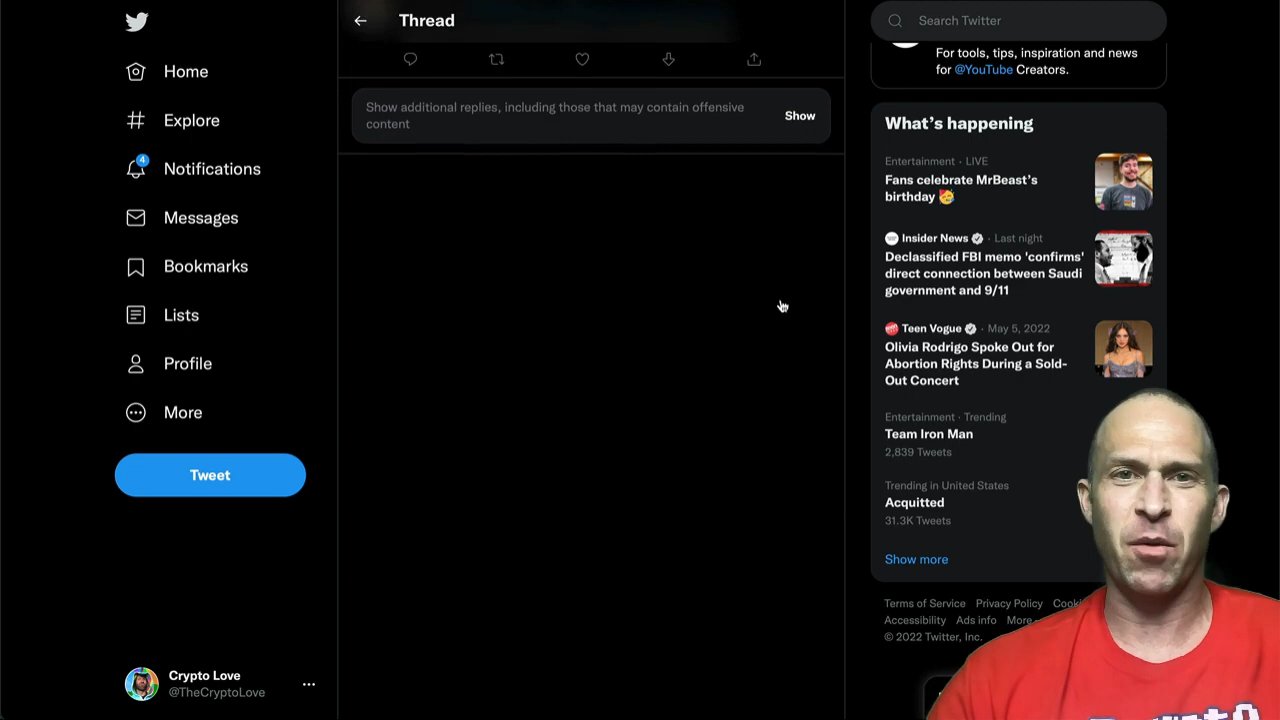 Home
Explore
4
Notifications
Messages
Bookmarks
Lists
Profile
More
Tweet
Crypto Love
@TheCryptoLove
Thread
Show additional replies, including those that may contain offensive
content
Show
Search Twitter
For tools, tips, inspiration and news
for @YouTube Creators.
What's happening
Entertainment · LIVE
Fans celebrate MrBeast's
birthday 🥳
Insider News · Last night
Declassified FBI memo 'confirms'
direct connection between Saudi
government and 9/11
Teen Vogue · May 5, 2022
Olivia Rodrigo Spoke Out for
Abortion Rights During a Sold-
Out Concert
Entertainment · Trending
Team Iron Man
2,839 Tweets
Trending in United States
Acquitted
31.3K Tweets
Show more
Terms of Service Privacy Policy
Accessibility Ads info More
© 2022 Twitter, Inc.